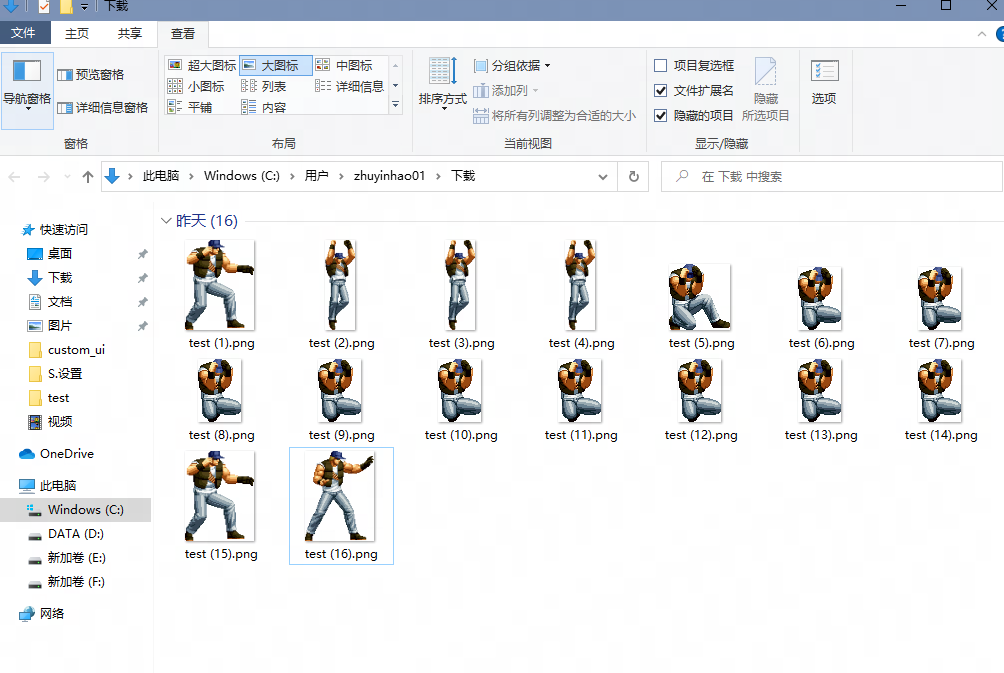 下载
文件 主页 共享 查看
导航窗格 预览窗格 详细信息窗格
窗格
超大图标 大图标 中图标
小图标 列表 详细信息
平铺 内容
布局
排序方式 分组依据
添加列
将所有列调整为合适的大小
当前视图
项目复选框
文件扩展名
隐藏的项目
隐藏
所选项目
显示/隐藏
选项
此电脑 Windows (C:) 用户 zhuyinhao01 下载
在 下载 中搜索
快速访问
桌面
下载
文档
图片
custom_ui
S.设置
test
视频
OneDrive
此电脑
Windows (C:)
DATA (D:)
新加卷 (E:)
新加卷 (F:)
网络
昨天 (16)
test (1).png test (2).png test (3).png test (4).png test (5).png test (6).png test (7).png
test (8).png test (9).png test (10).png test (11).png test (12).png test (13).png test (14).png
test (15).png test (16).png